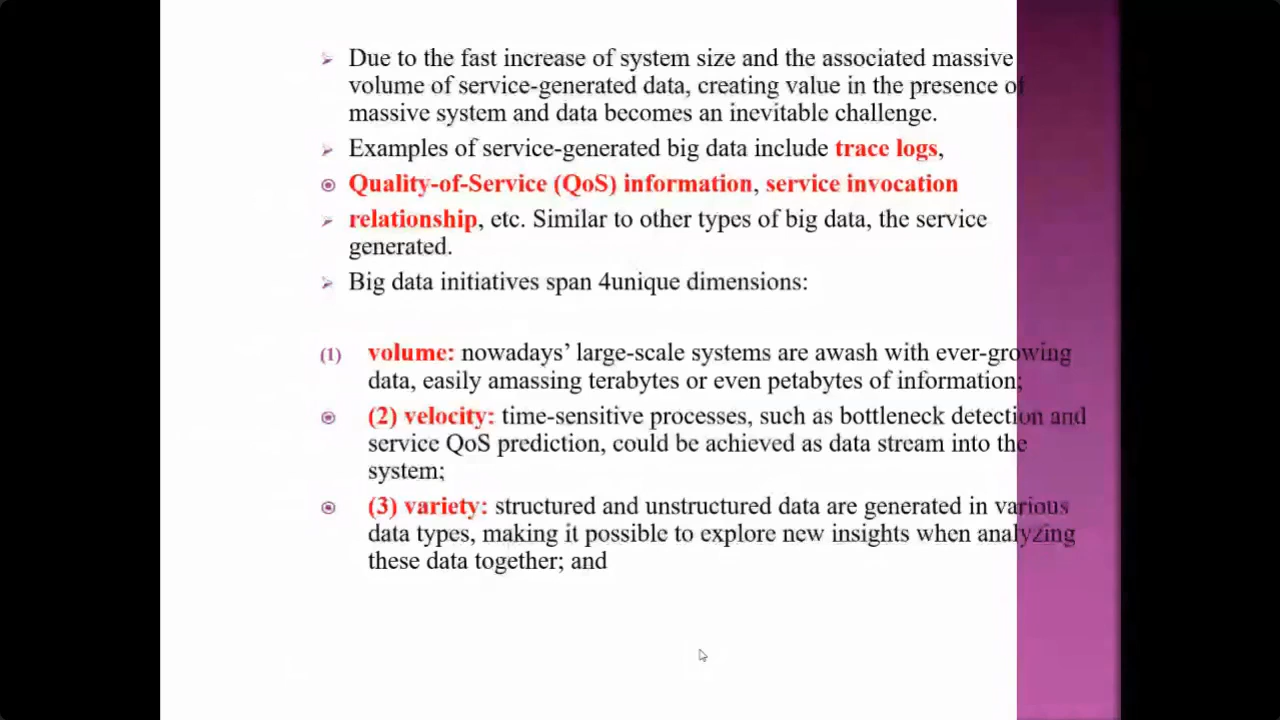 Due to the fast increase of system size and the associated massive
volume of service-generated data, creating value in the presence of
massive system and data becomes an inevitable challenge.
Examples of service-generated big data include trace logs,
Quality-of-Service (QoS) information, service invocation
relationship, etc. Similar to other types of big data, the service
generated.
Big data initiatives span 4unique dimensions:
(1) volume: nowadays’ large-scale systems are awash with ever-growing
data, easily amassing terabytes or even petabytes of information;
(2) velocity: time-sensitive processes, such as bottleneck detection and
service QoS prediction, could be achieved as data stream into the
system;
(3) variety: structured and unstructured data are generated in various
data types, making it possible to explore new insights when analyzing
these data together; and